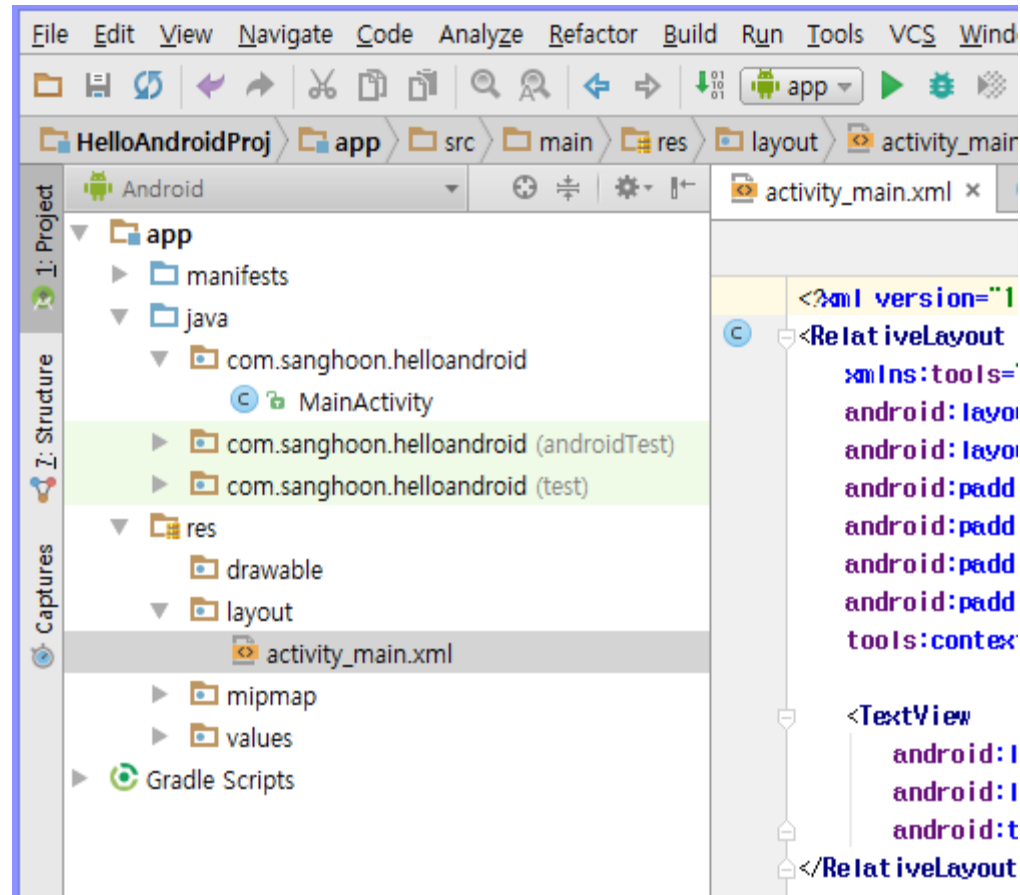 File Edit View Navigate Code Analyze Refactor Build Run Tools VCS Wind
app
HelloAndroidProj app src main res layout activity_main
1: Project
7: Structure
Captures
Android
app
manifests
java
com.sanghoon.helloandroid
MainActivity
com.sanghoon.helloandroid (androidTest)
com.sanghoon.helloandroid (test)
res
drawable
layout
activity_main.xml
mipmap
values
Gradle Scripts
activity_main.xml
<?xml version="1
<RelativeLayout
xmlns:tools=
android:layou
android:layou
android:padd
android:padd
android:padd
android:padd
tools:context
<TextView
android:l
android:l
android:t
</RelativeLayout